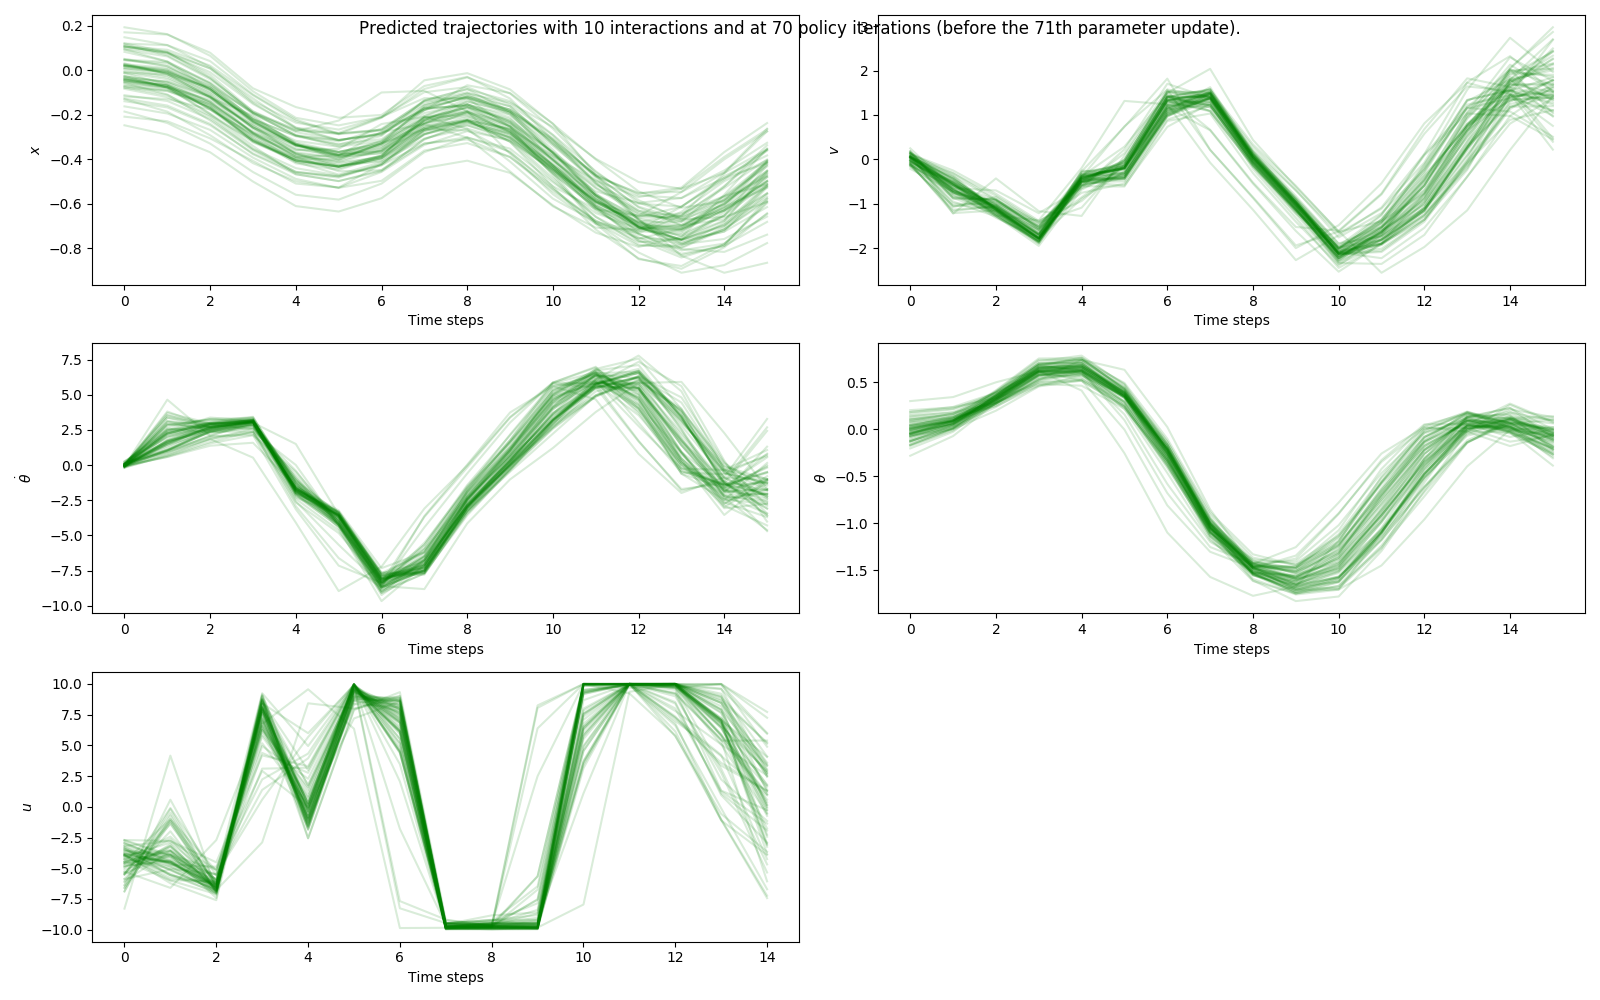 Predicted trajectories with 10 interactions and at 70 policy iterations (before the 71th parameter update).
0.2
0.0
−0.2
−0.4
−0.6
−0.8
x
0 2 4 6 8 10 12 14
Time steps
3
2
1
0
−1
−2
v
0 2 4 6 8 10 12 14
Time steps
7.5
5.0
2.5
0.0
−2.5
−5.0
−7.5
−10.0
θ̇
0 2 4 6 8 10 12 14
Time steps
0.5
0.0
−0.5
−1.0
−1.5
θ
0 2 4 6 8 10 12 14
Time steps
10.0
7.5
5.0
2.5
0.0
−2.5
−5.0
−7.5
−10.0
u
0 2 4 6 8 10 12 14
Time steps